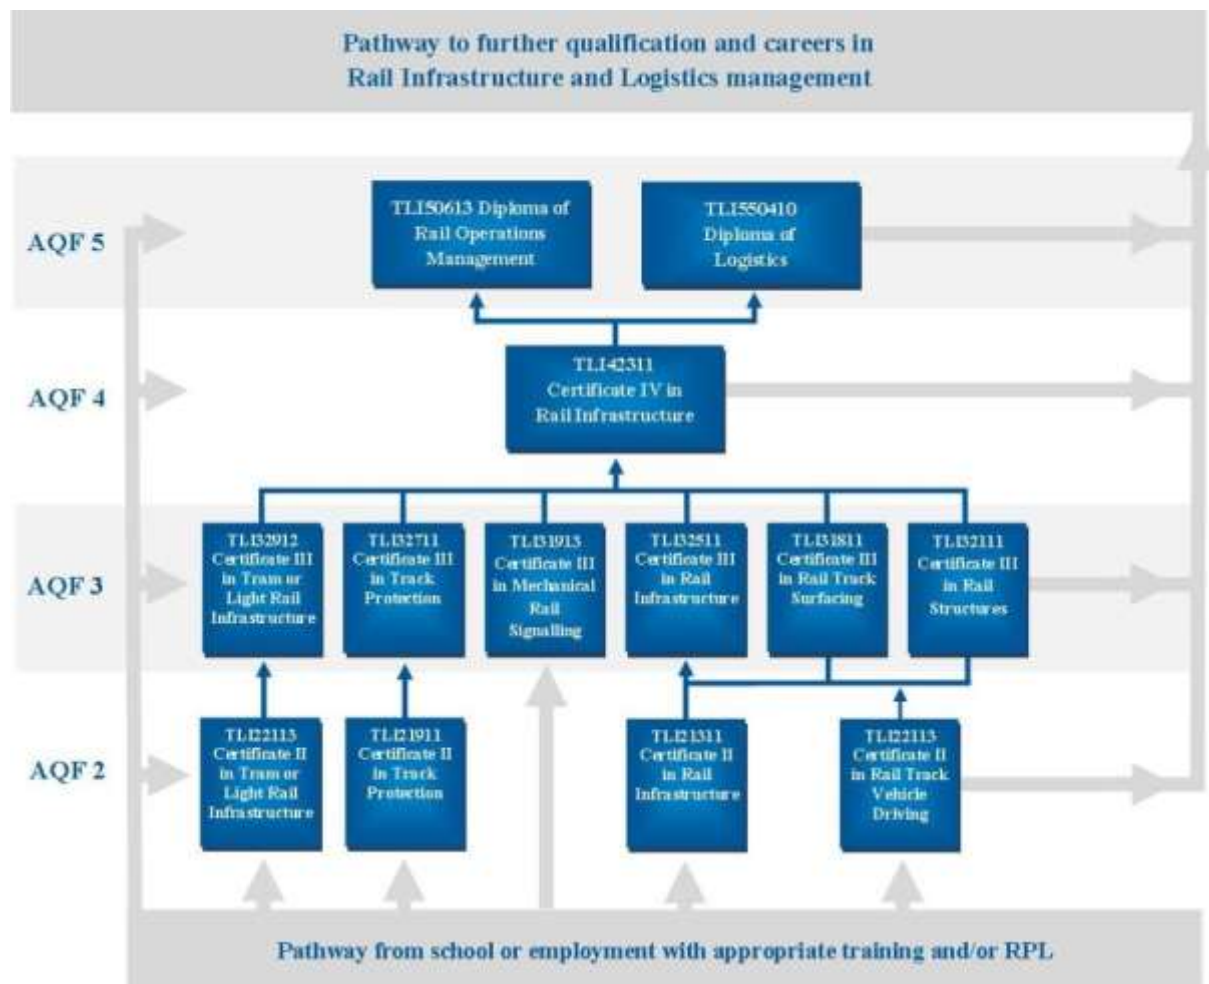 Pathway to further qualification and careers in
Rail Infrastructure and Logistics management
AQF 5
TLI50613 Diploma of
Rail Operations
Management
TLI550410
Diploma of
Logistics
AQF 4
TLI42311
Certificate IV in
Rail Infrastructure
AQF 3
TLI32912
Certificate III
in Tram or
Light Rail
Infrastructure
TLI32711
Certificate III
in Track
Protection
TLI31913
Certificate III
in Mechanical
Rail
Signalling
TLI32511
Certificate III
in Rail
Infrastructure
TLI31811
Certificate III
in Rail Track
Surfacing
TLI32111
Certificate III
in Rail
Structures
AQF 2
TLI22113
Certificate II
in Tram or
Light Rail
Infrastructure
TLI21911
Certificate II
in Track
Protection
TLI21311
Certificate II
in Rail
Infrastructure
TLI22113
Certificate II
in Rail Track
Vehicle
Driving
Pathway from school or employment with appropriate training and/or RPL